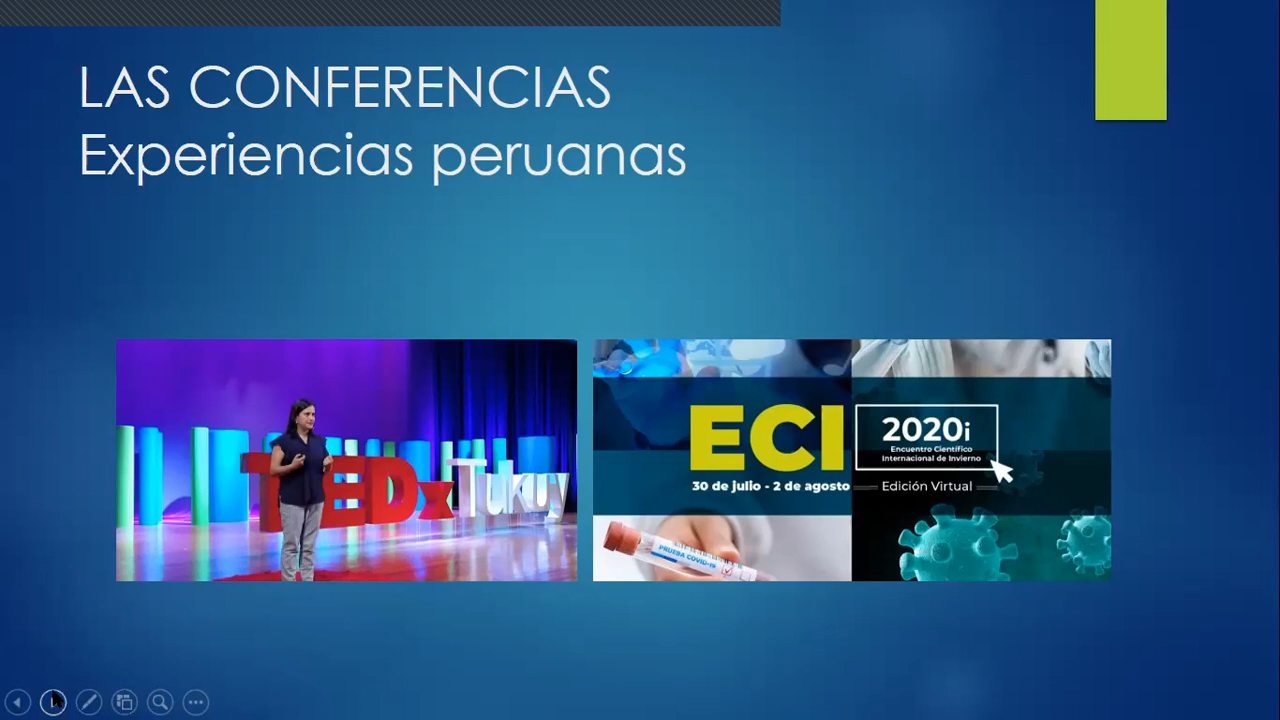 LAS CONFERENCIAS
Experiencias peruanas
TEDxTukuy
ECI
2020i
Encuentro Científico
Internacional de Invierno
30 de julio - 2 de agosto
Edición Virtual
PRUEBA COVID-19